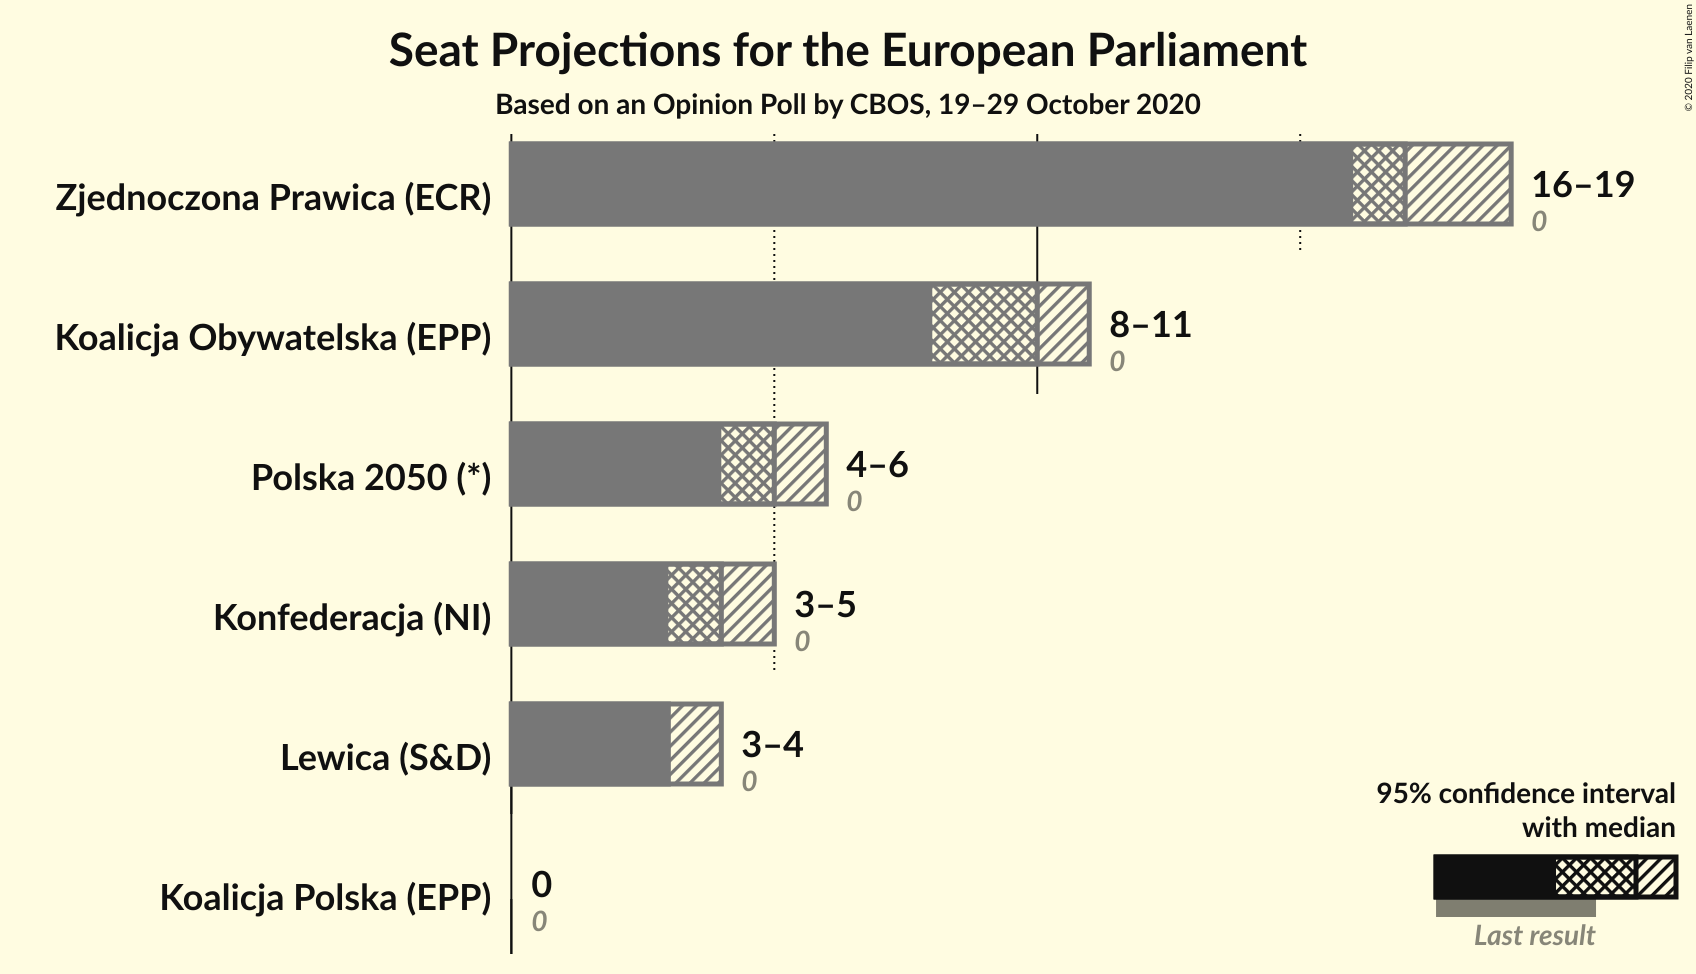 Seat Projections for the European Parliament
Based on an Opinion Poll by CBOS, 19–29 October 2020
© 2020 Filip van Laenen
Zjednoczona Prawica (ECR)
16–19
0
Koalicja Obywatelska (EPP)
8–11
0
Polska 2050 (*)
4–6
0
Konfederacja (NI)
3–5
0
Lewica (S&D)
3–4
0
Koalicja Polska (EPP)
0
0
95% confidence interval
with median
Last result